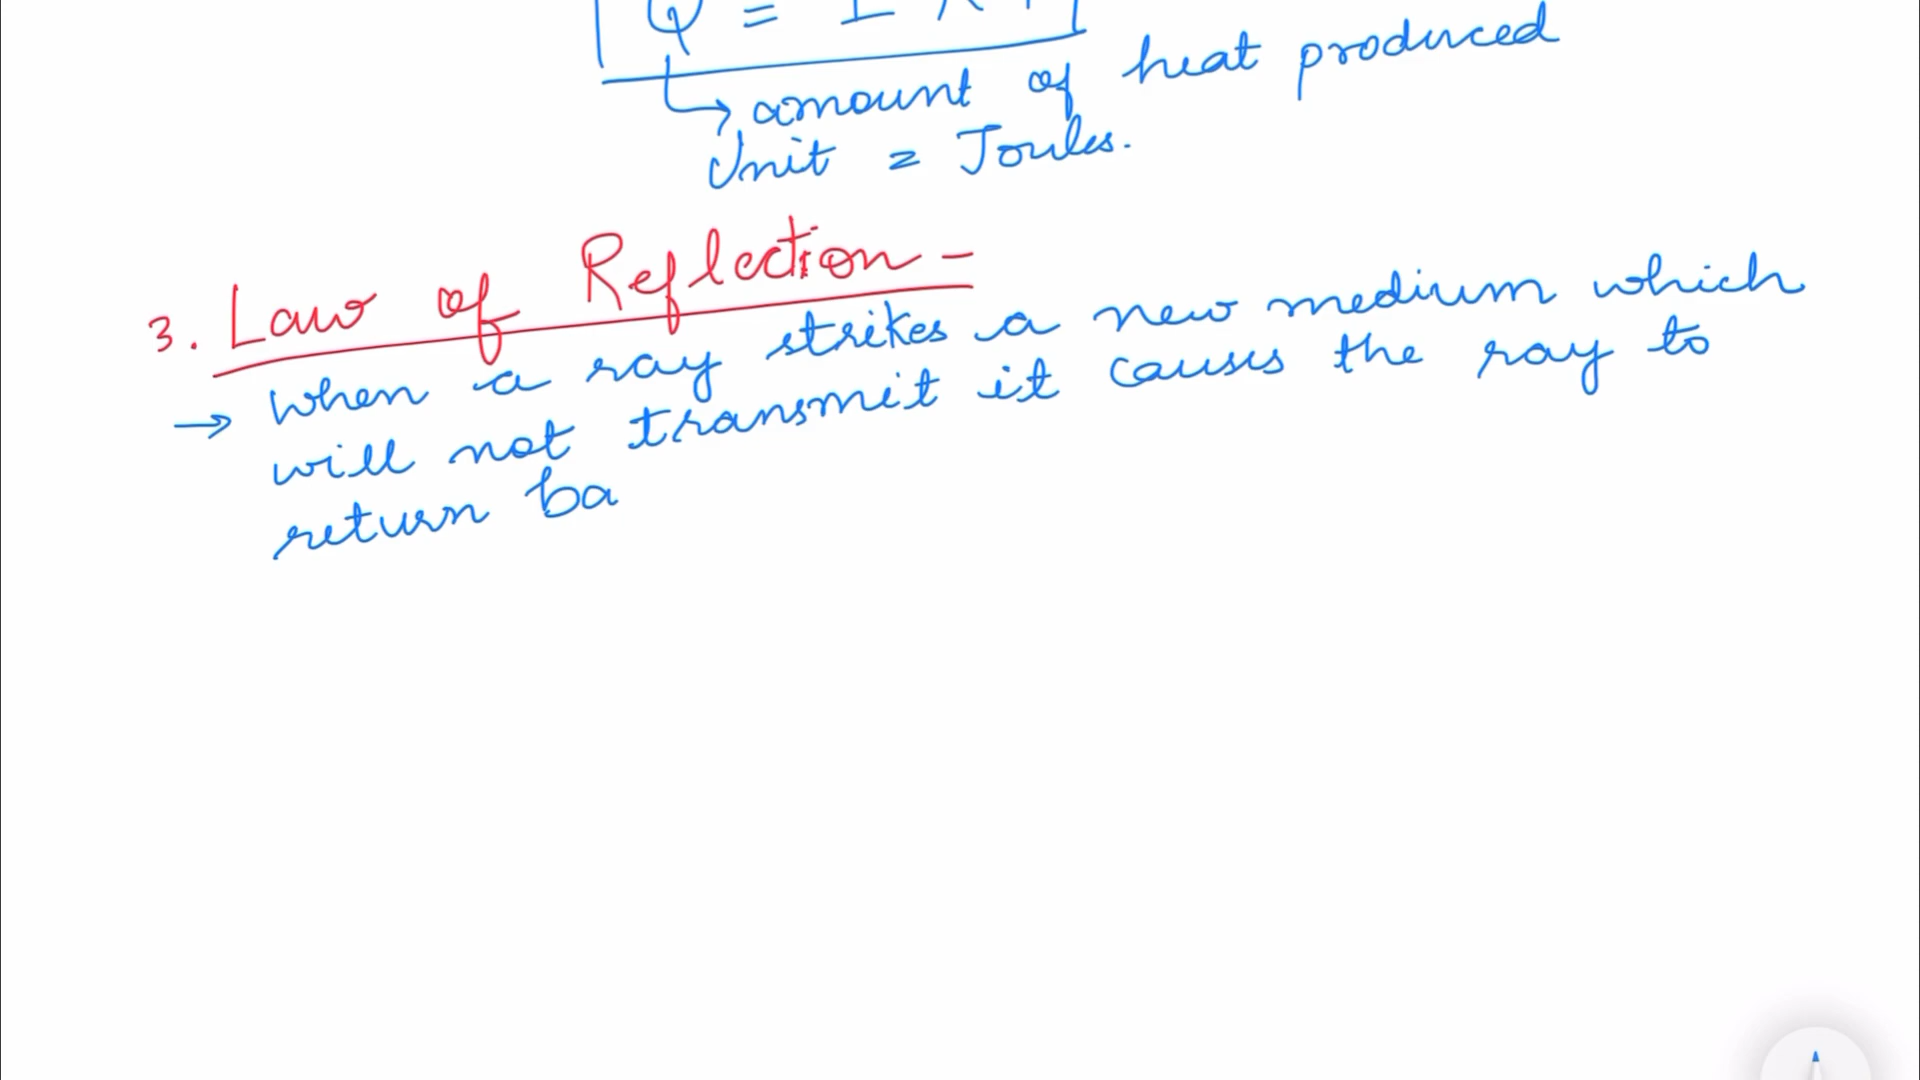 Q =
amount of heat produced
Unit = Joules.
3. Law of Reflection -
→ When a ray strikes a new medium which
will not transmit it causes the ray to
return ba